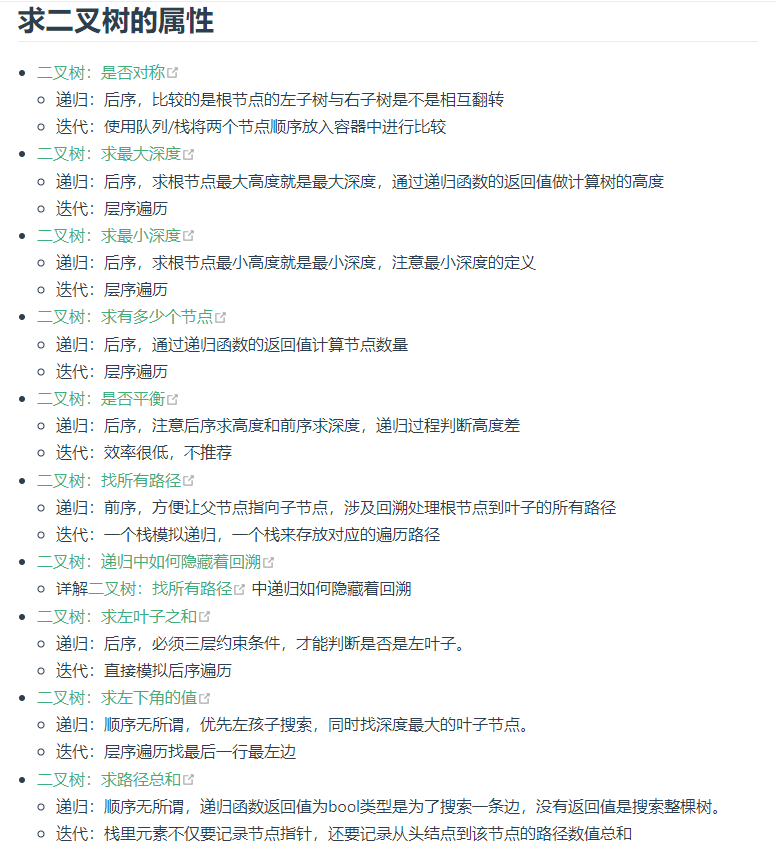 求二叉树的属性
二叉树：是否对称
递归：后序，比较的是根节点的左子树与右子树是不是相互翻转
迭代：使用队列/栈将两个节点顺序放入容器中进行比较
二叉树：求最大深度
递归：后序，求根节点最大高度就是最大深度，通过递归函数的返回值做计算树的高度
迭代：层序遍历
二叉树：求最小深度
递归：后序，求根节点最小高度就是最小深度，注意最小深度的定义
迭代：层序遍历
二叉树：求有多少个节点
递归：后序，通过递归函数的返回值计算节点数量
迭代：层序遍历
二叉树：是否平衡
递归：后序，注意后序求高度和前序求深度，递归过程判断高度差
迭代：效率很低，不推荐
二叉树：找所有路径
递归：前序，方便让父节点指向子节点，涉及回溯处理根节点到叶子的所有路径
迭代：一个栈模拟递归，一个栈来存放对应的遍历路径
二叉树：递归中如何隐藏着回溯
详解二叉树：找所有路径 中递归如何隐藏着回溯
二叉树：求左叶子之和
递归：后序，必须三层约束条件，才能判断是否是左叶子。
迭代：直接模拟后序遍历
二叉树：求左下角的值
递归：顺序无所谓，优先左孩子搜索，同时找深度最大的叶子节点。
迭代：层序遍历找最后一行最左边
二叉树：求路径总和
递归：顺序无所谓，递归函数返回值为bool类型是为了搜索一条边，没有返回值是搜索整棵树。
迭代：栈里元素不仅要记录节点指针，还要记录从头结点到该节点的路径数值总和